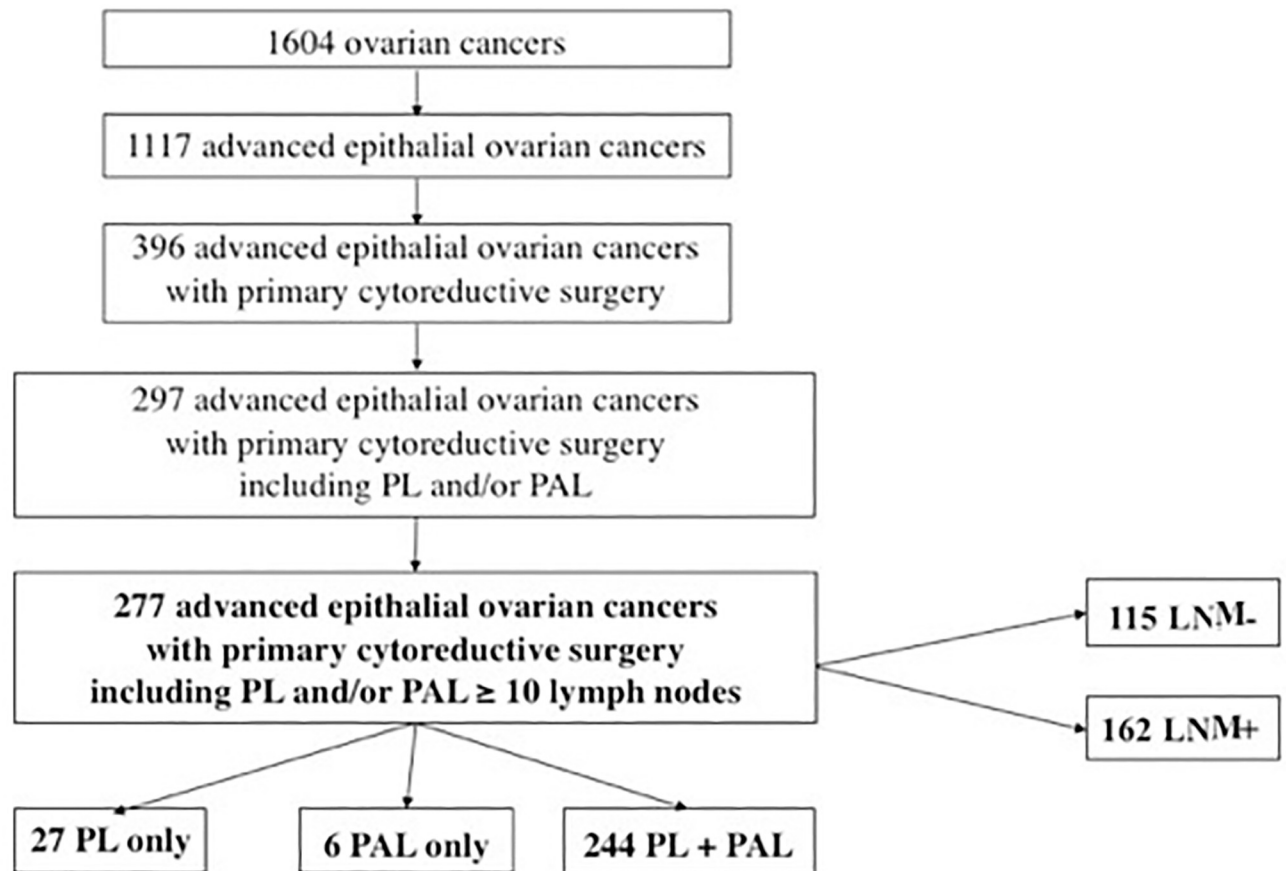 1604 ovarian cancers
1117 advanced epithalial ovarian cancers
396 advanced epithalial ovarian cancers
with primary cytoreductive surgery
297 advanced epithalial ovarian cancers
with primary cytoreductive surgery
including PL and/or PAL
277 advanced epithalial ovarian cancers
with primary cytoreductive surgery
including PL and/or PAL ≥ 10 lymph nodes
115 LNM-
162 LNM+
27 PL only
6 PAL only
244 PL + PAL